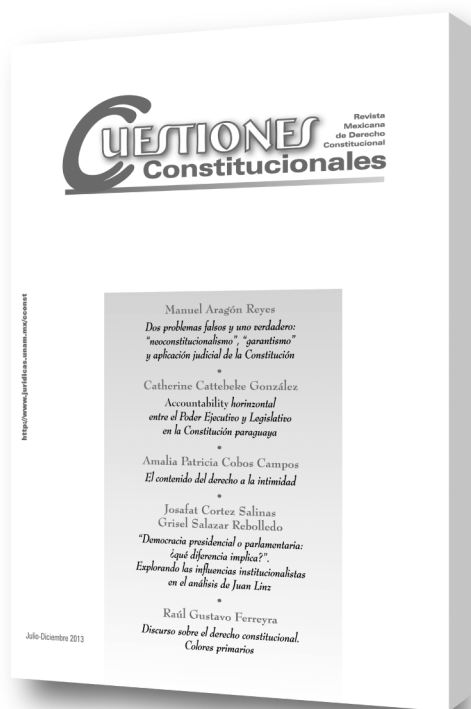 CUESTIONES
Constitucionales
Revista
Mexicana
de Derecho
Constitucional
http://www.juridicas.unam.mx/cconst
Manuel Aragón Reyes
Dos problemas falsos y uno verdadero:
“neoconstitucionalismo”, “garantismo”
y aplicación judicial de la Constitución
•
Catherine Cattebeke González
Accountability horinzontal
entre el Poder Ejecutivo y Legislativo
en la Constitución paraguaya
•
Amalia Patricia Cobos Campos
El contenido del derecho a la intimidad
•
Josafat Cortez Salinas
Grisel Salazar Rebolledo
“Democracia presidencial o parlamentaria:
¿qué diferencia implica?”.
Explorando las influencias institucionalistas
en el análisis de Juan Linz
•
Raúl Gustavo Ferreyra
Discurso sobre el derecho constitucional.
Colores primarios
Julio-Diciembre 2013